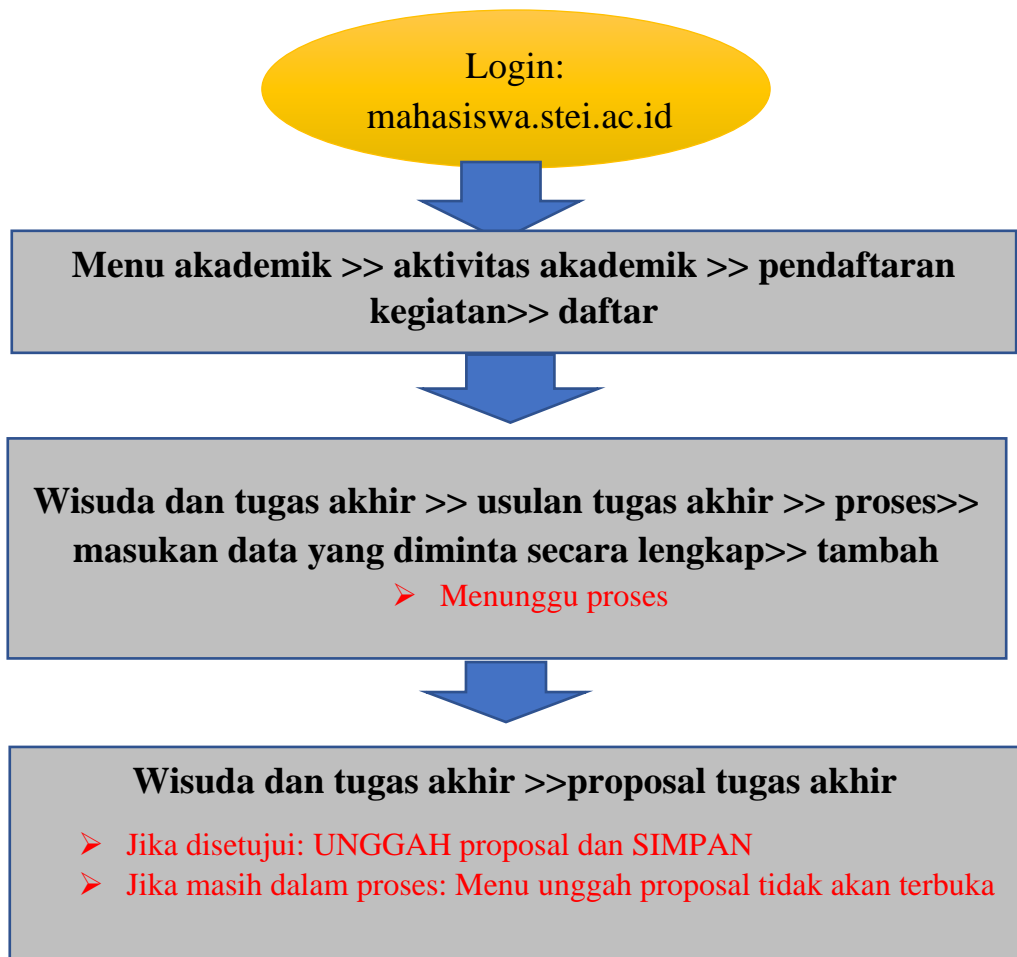 Login:
mahasiswa.stei.ac.id
Menu akademik >> aktivitas akademik >> pendaftaran
kegiatan>> daftar
Wisuda dan tugas akhir >> usulan tugas akhir >> proses>>
masukan data yang diminta secara lengkap>> tambah
➢ Menunggu proses
Wisuda dan tugas akhir >>proposal tugas akhir
➢ Jika disetujui: UNGGAH proposal dan SIMPAN
➢ Jika masih dalam proses: Menu unggah proposal tidak akan terbuka